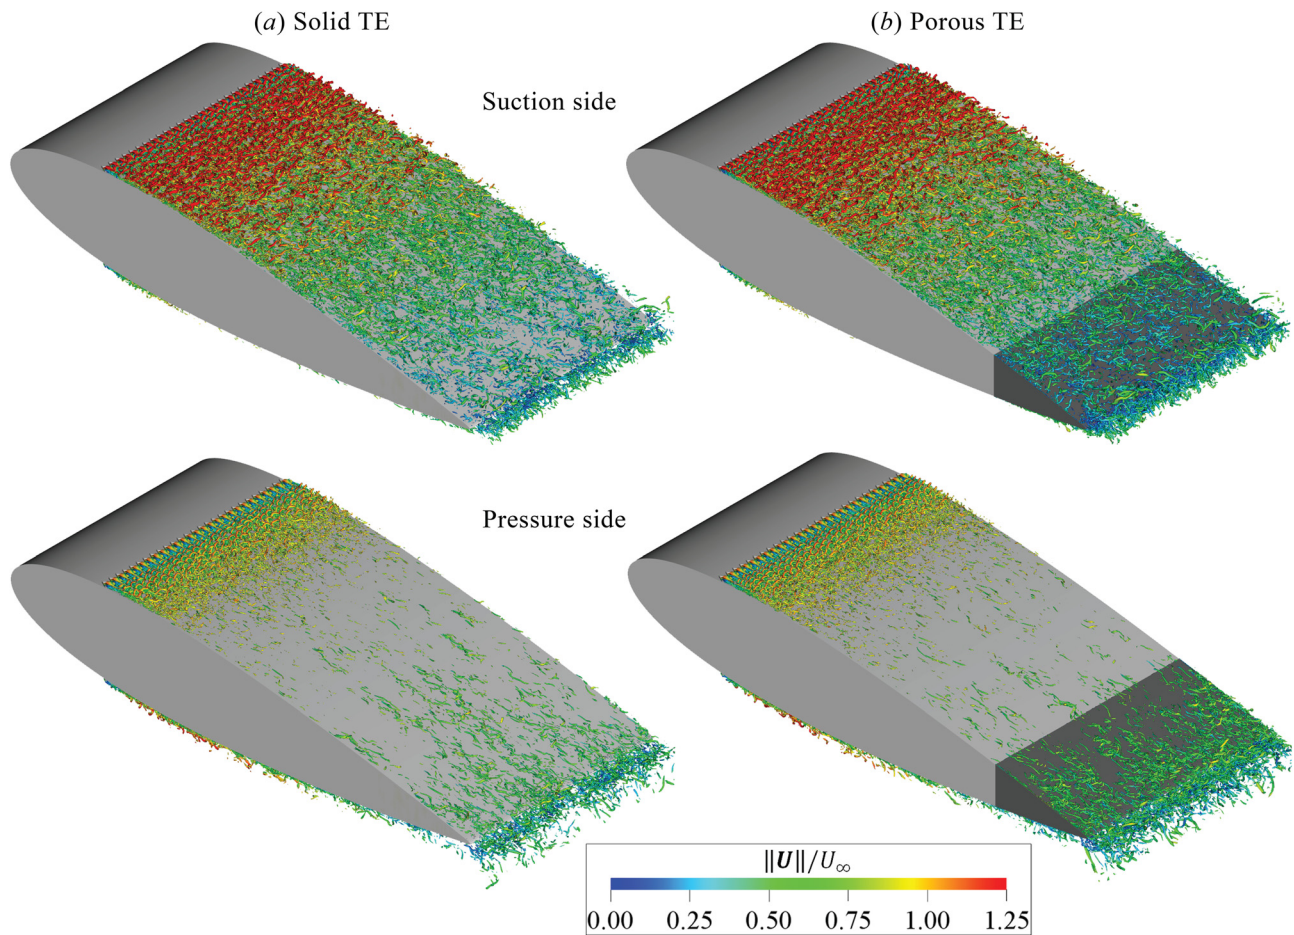 (a) Solid TE
(b) Porous TE
Suction side
Pressure side
‖U‖/U∞
0.00 0.25 0.50 0.75 1.00 1.25